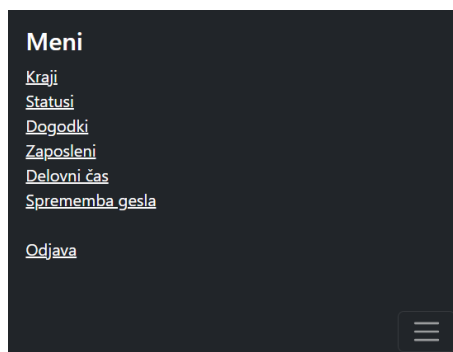 Meni
Kraji
Statusi
Dogodki
Zaposleni
Delovni čas
Sprememba gesla
Odjava